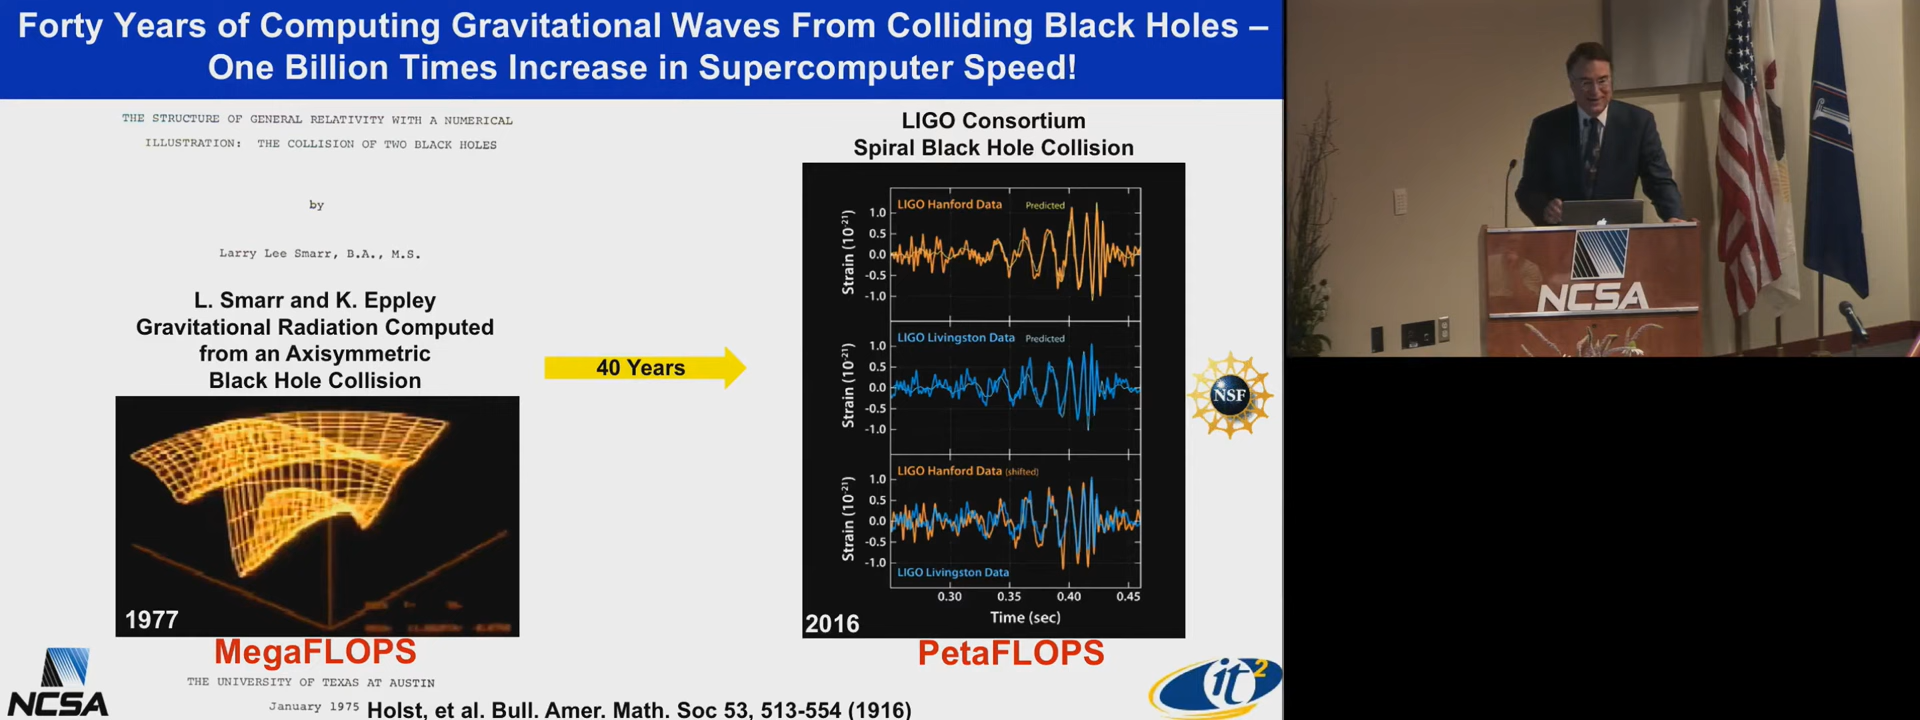 Forty Years of Computing Gravitational Waves From Colliding Black Holes –
One Billion Times Increase in Supercomputer Speed!
THE STRUCTURE OF GENERAL RELATIVITY WITH A NUMERICAL
ILLUSTRATION: THE COLLISION OF TWO BLACK HOLES
by
Larry Lee Smarr, B.A., M.S.
L. Smarr and K. Eppley
Gravitational Radiation Computed
from an Axisymmetric
Black Hole Collision
1977
MegaFLOPS
THE UNIVERSITY OF TEXAS AT AUSTIN
January 1975
40 Years
LIGO Consortium
Spiral Black Hole Collision
LIGO Hanford Data Predicted
1.0
0.5
0.0
-0.5
-1.0
Strain (10⁻²¹)
LIGO Livingston Data Predicted
1.0
0.5
0.0
-0.5
-1.0
Strain (10⁻²¹)
LIGO Hanford Data (shifted)
1.0
0.5
0.0
-0.5
-1.0
Strain (10⁻²¹)
LIGO Livingston Data
0.30 0.35 0.40 0.45
Time (sec)
2016
PetaFLOPS
NSF
NCSA
Holst, et al. Bull. Amer. Math. Soc 53, 513-554 (1916)
it²
NCSA